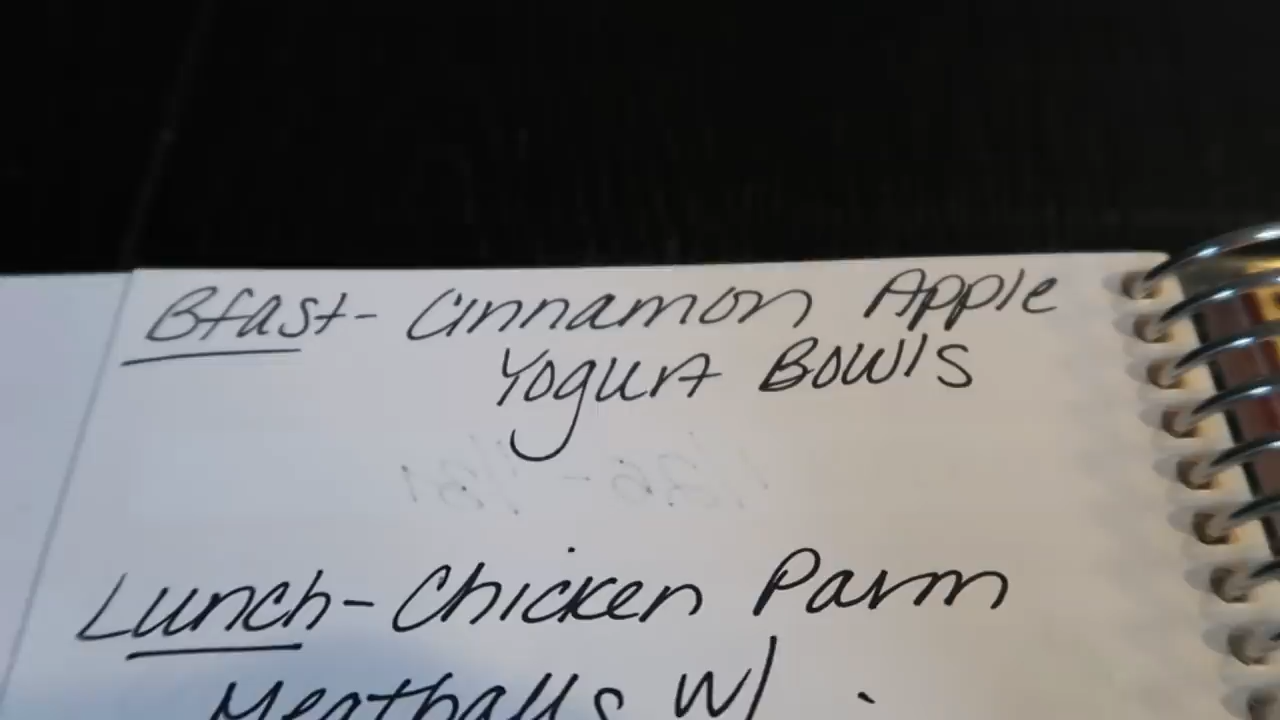 Bfast- Cinnamon Apple
Yogurt Bowls
Lunch- Chicken Parm
Meatballs w/